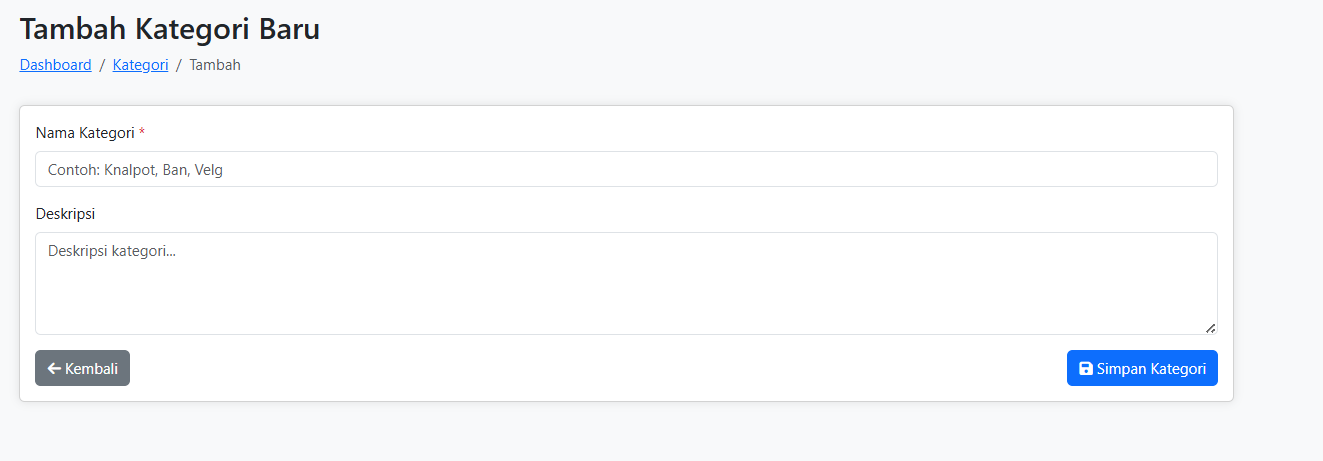 Tambah Kategori Baru
Dashboard / Kategori / Tambah
Nama Kategori *
Contoh: Knalpot, Ban, Velg
Deskripsi
Deskripsi kategori...
Kembali
Simpan Kategori